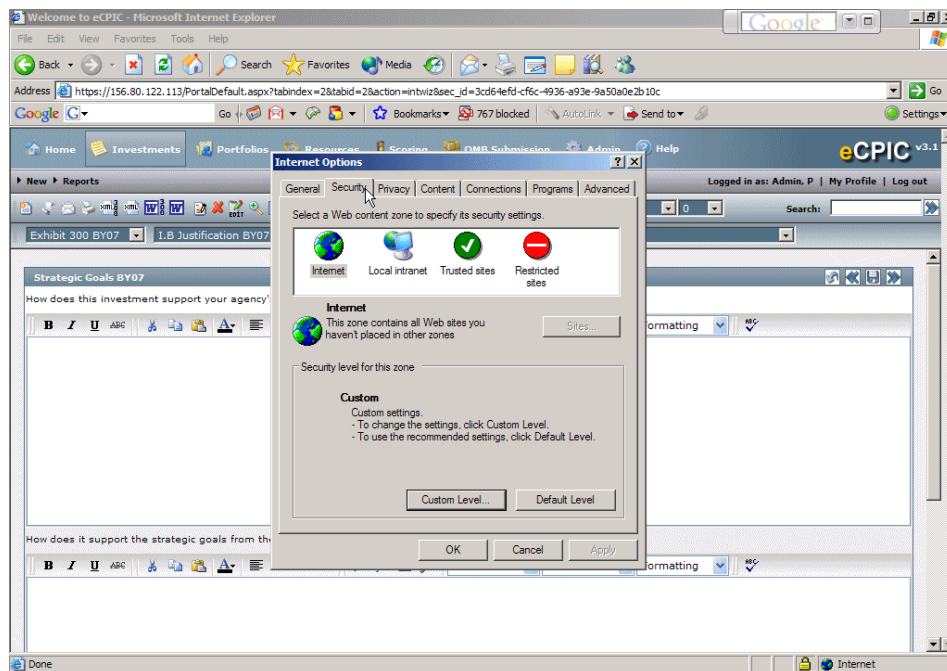 Welcome to eCPIC - Microsoft Internet Explorer
Google
File Edit View Favorites Tools Help
Back Search Favorites Media
Address https://156.80.122.113/PortalDefault.aspx?tabindex=2&tabid=2&action=intwiz&sec_id=3cd64efd-cf6c-4936-a93e-9a50a0e2b10c Go
Google G Go Bookmarks 767 blocked AutoLink Send to Settings
Home Investments Portfolios Resources Scoring OMB Submission Admin Help eCPIC v3.1
New Reports Logged in as: Admin, P | My Profile | Log out
0 Search:
Exhibit 300 BY07 I.B Justification BY07
Strategic Goals BY07
How does this investment support your agency'
B I U ABC A ormatting ABC
How does it support the strategic goals from th
B I U ABC A ormatting ABC
Internet Options
General Security Privacy Content Connections Programs Advanced
Select a Web content zone to specify its security settings.
Internet Local intranet Trusted sites Restricted
sites
Internet
This zone contains all Web sites you
haven't placed in other zones
Sites...
Security level for this zone
Custom
Custom settings.
- To change the settings, click Custom Level.
- To use the recommended settings, click Default Level.
Custom Level... Default Level
OK Cancel Apply
Done Internet